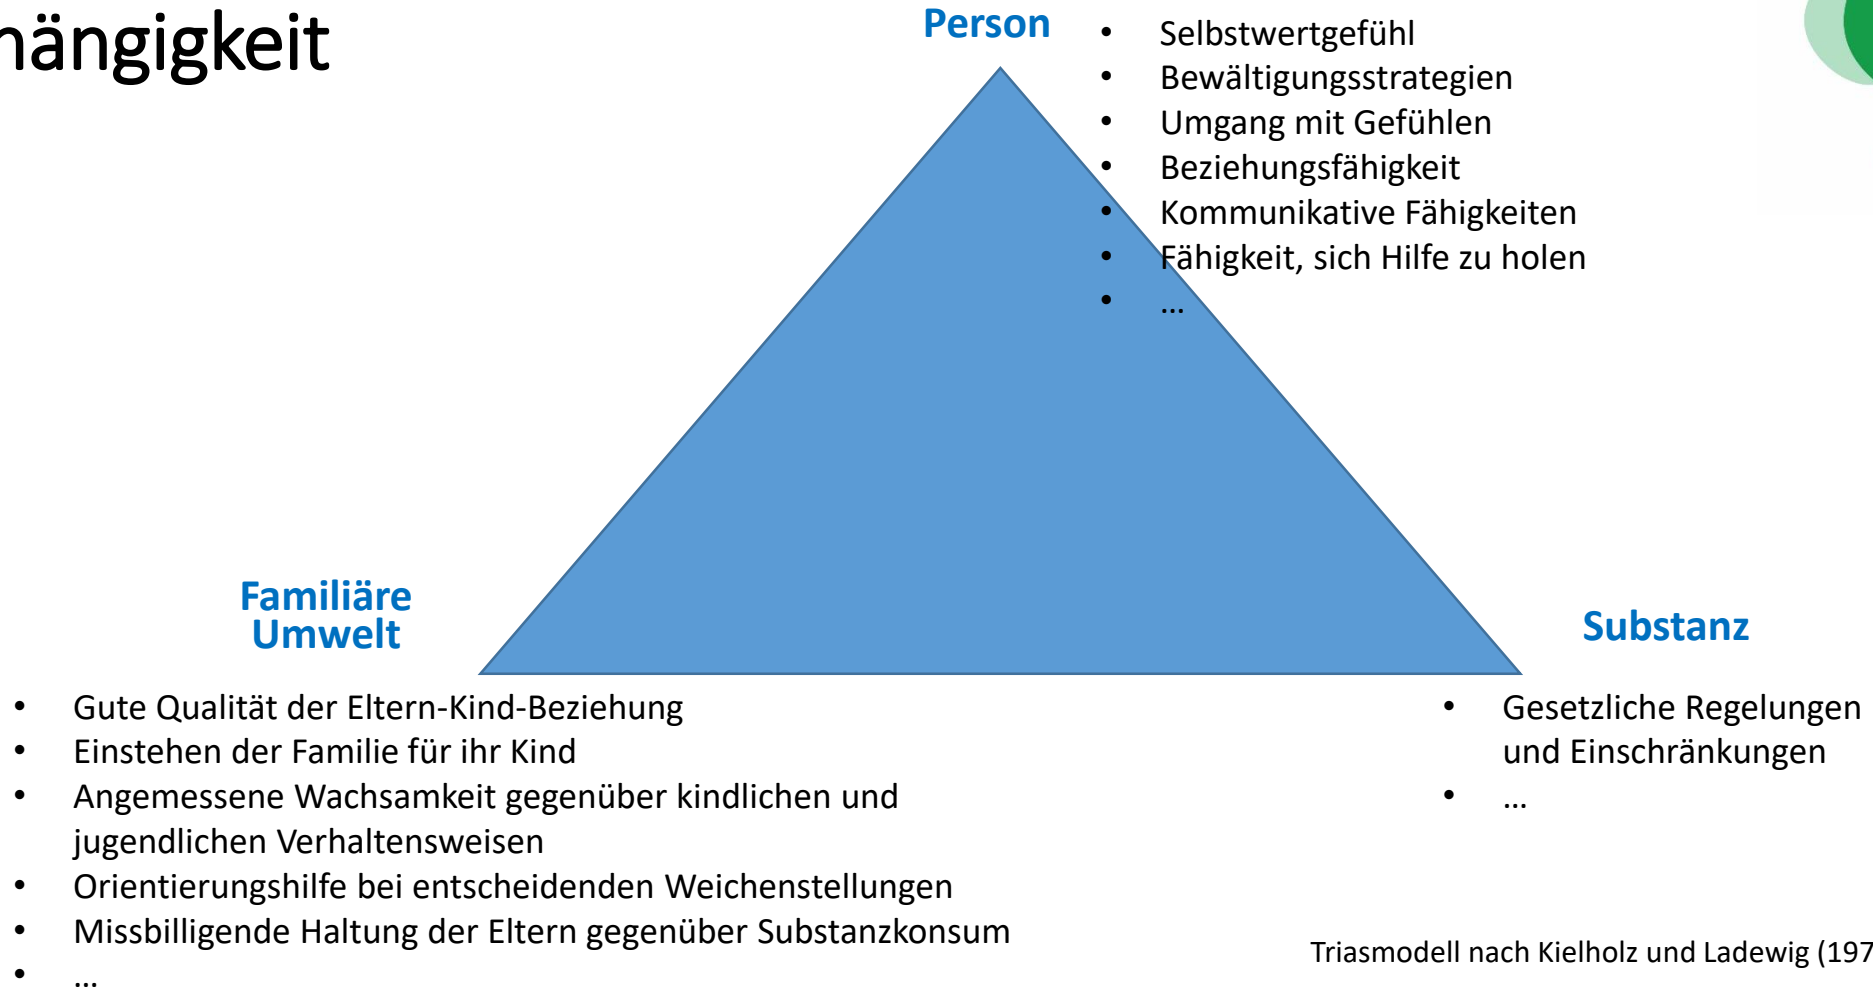 hängigkeit
Person
• Selbstwertgefühl
• Bewältigungsstrategien
• Umgang mit Gefühlen
• Beziehungsfähigkeit
• Kommunikative Fähigkeiten
• Fähigkeit, sich Hilfe zu holen
• ...
Familiäre
Umwelt
• Gute Qualität der Eltern-Kind-Beziehung
• Einstehen der Familie für ihr Kind
• Angemessene Wachsamkeit gegenüber kindlichen und
jugendlichen Verhaltensweisen
• Orientierungshilfe bei entscheidenden Weichenstellungen
• Missbilligende Haltung der Eltern gegenüber Substanzkonsum
• ...
Substanz
• Gesetzliche Regelungen
und Einschränkungen
• ...
Triasmodell nach Kielholz und Ladewig (197